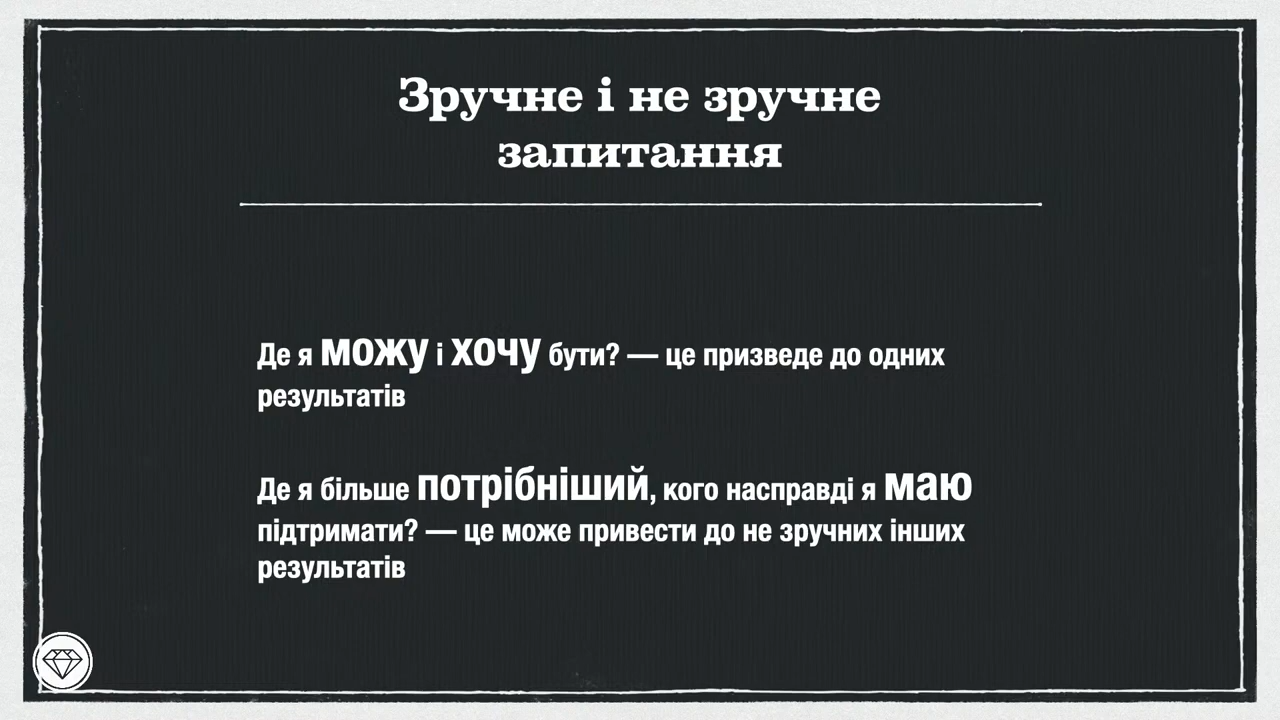 Зручне і не зручне
запитання
Де я можу і хочу бути? — це призведе до одних
результатів
Де я більше потрібніший, кого насправді я маю
підтримати? — це може привести до не зручних інших
результатів